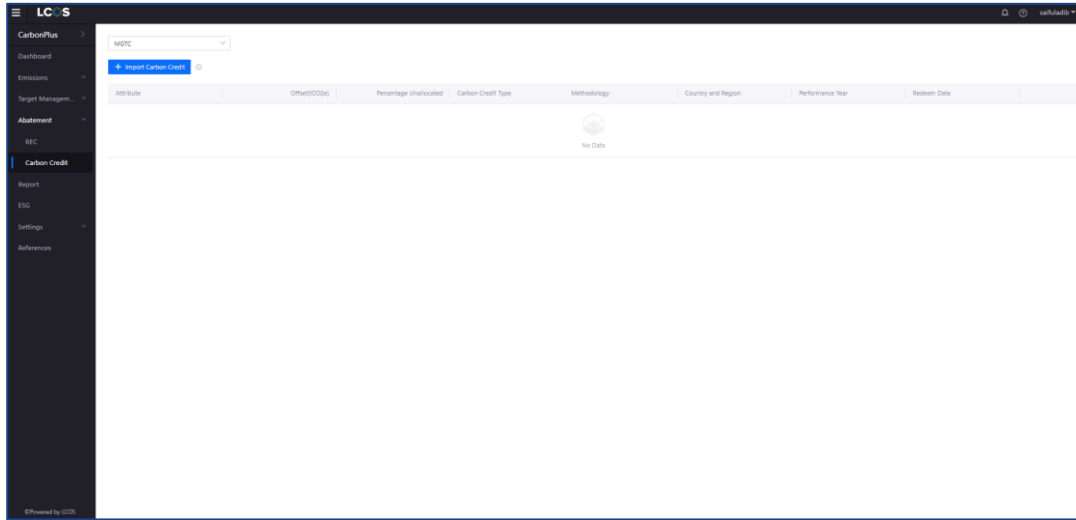 LCOS
saifuladib
CarbonPlus
Dashboard
Emissions
Target Managem...
Abatement
REC
Carbon Credit
Report
ESG
Settings
References
©Powered by LCOS
MGTC
+ Import Carbon Credit
Attribute Offset(tCO2e) Percentage Unallocated Carbon Credit Type Methodology Country and Region Performance Year Redeem Date
No Data